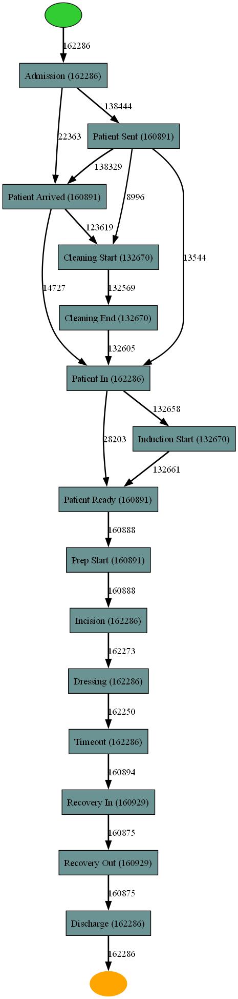 162286
Admission (162286)
138444
22363
Patient Sent (160891)
138329
Patient Arrived (160891)
8996
123619
Cleaning Start (132670)
13544
14727
132569
Cleaning End (132670)
132605
Patient In (162286)
132658
28203
Induction Start (132670)
132661
Patient Ready (160891)
160888
Prep Start (160891)
160888
Incision (162286)
162273
Dressing (162286)
162250
Timeout (162286)
160894
Recovery In (160929)
160875
Recovery Out (160929)
160875
Discharge (162286)
162286